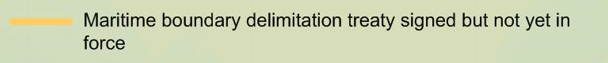 Maritime boundary delimitation treaty signed but not yet in
force